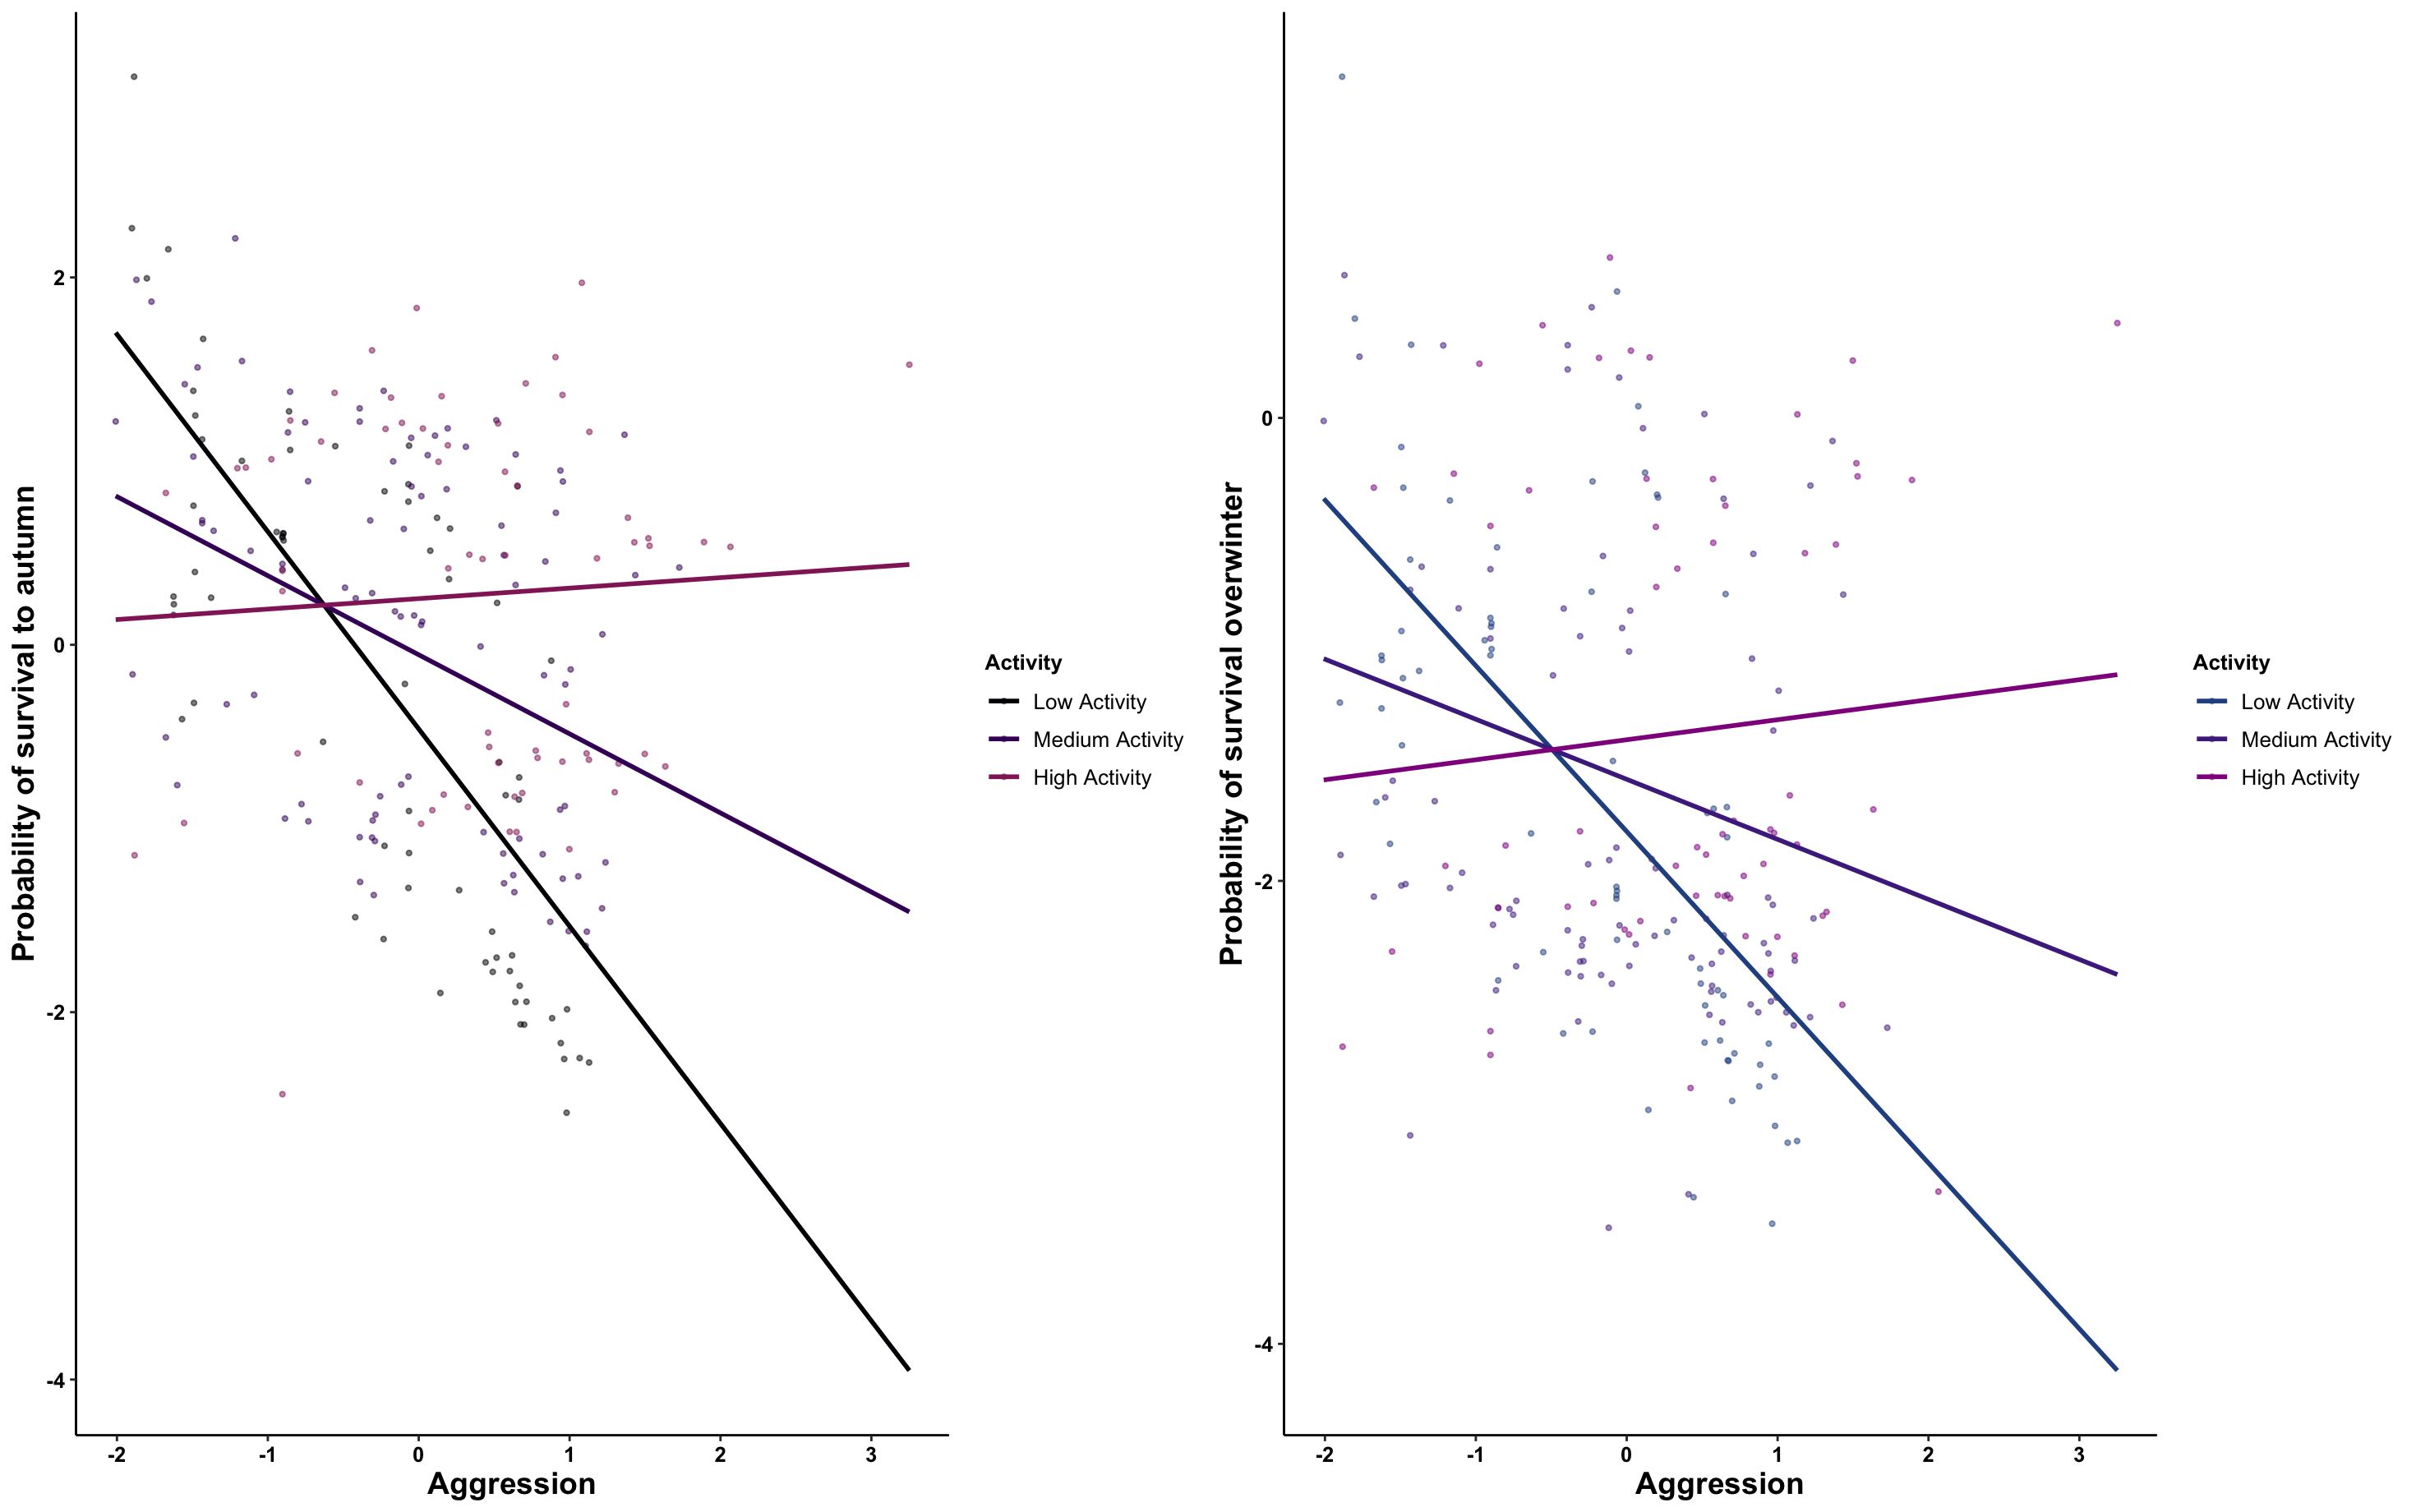 Probability of survival to autumn
2
0
-2
-4
-2 -1 0 1 2 3
Aggression
Activity
Low Activity
Medium Activity
High Activity
Probability of survival overwinter
0
-2
-4
-2 -1 0 1 2 3
Aggression
Activity
Low Activity
Medium Activity
High Activity